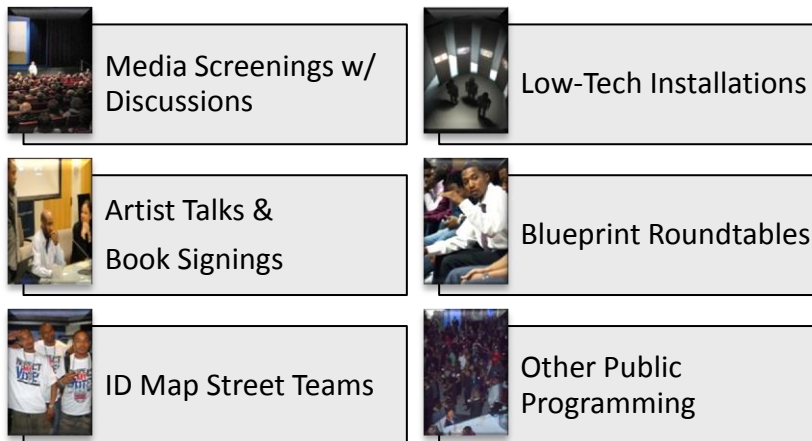 Media Screenings w/
Discussions
Low-Tech Installations
Artist Talks &
Book Signings
Blueprint Roundtables
ID Map Street Teams
Other Public
Programming